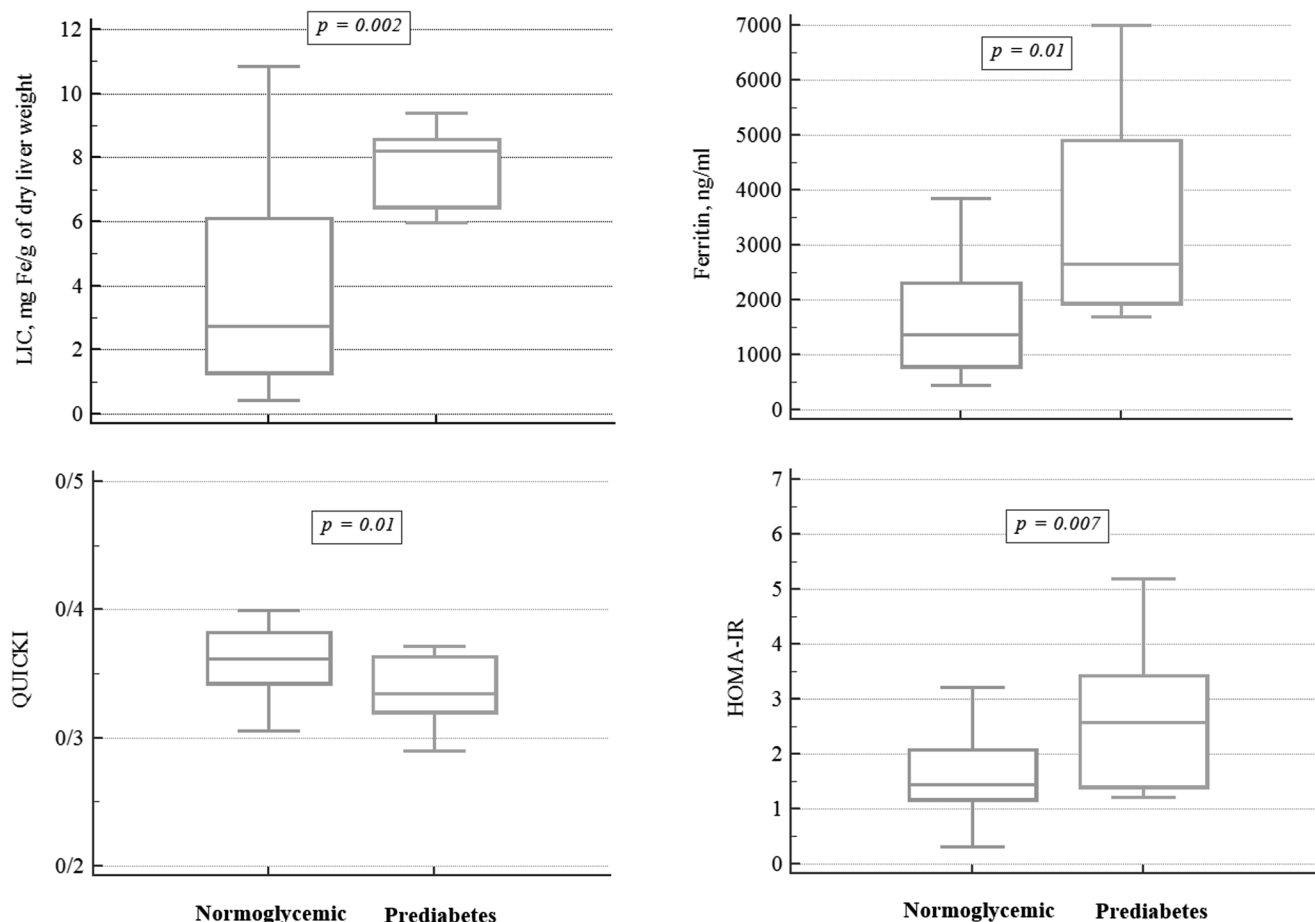 LIC, mg Fe/g of dry liver weight
12
10
8
6
4
2
0
p = 0.002
Ferritin, ng/ml
7000
6000
5000
4000
3000
2000
1000
0
p = 0.01
QUICKI
0/5
0/4
0/3
0/2
p = 0.01
Normoglycemic Prediabetes
HOMA-IR
7
6
5
4
3
2
1
0
p = 0.007
Normoglycemic Prediabetes